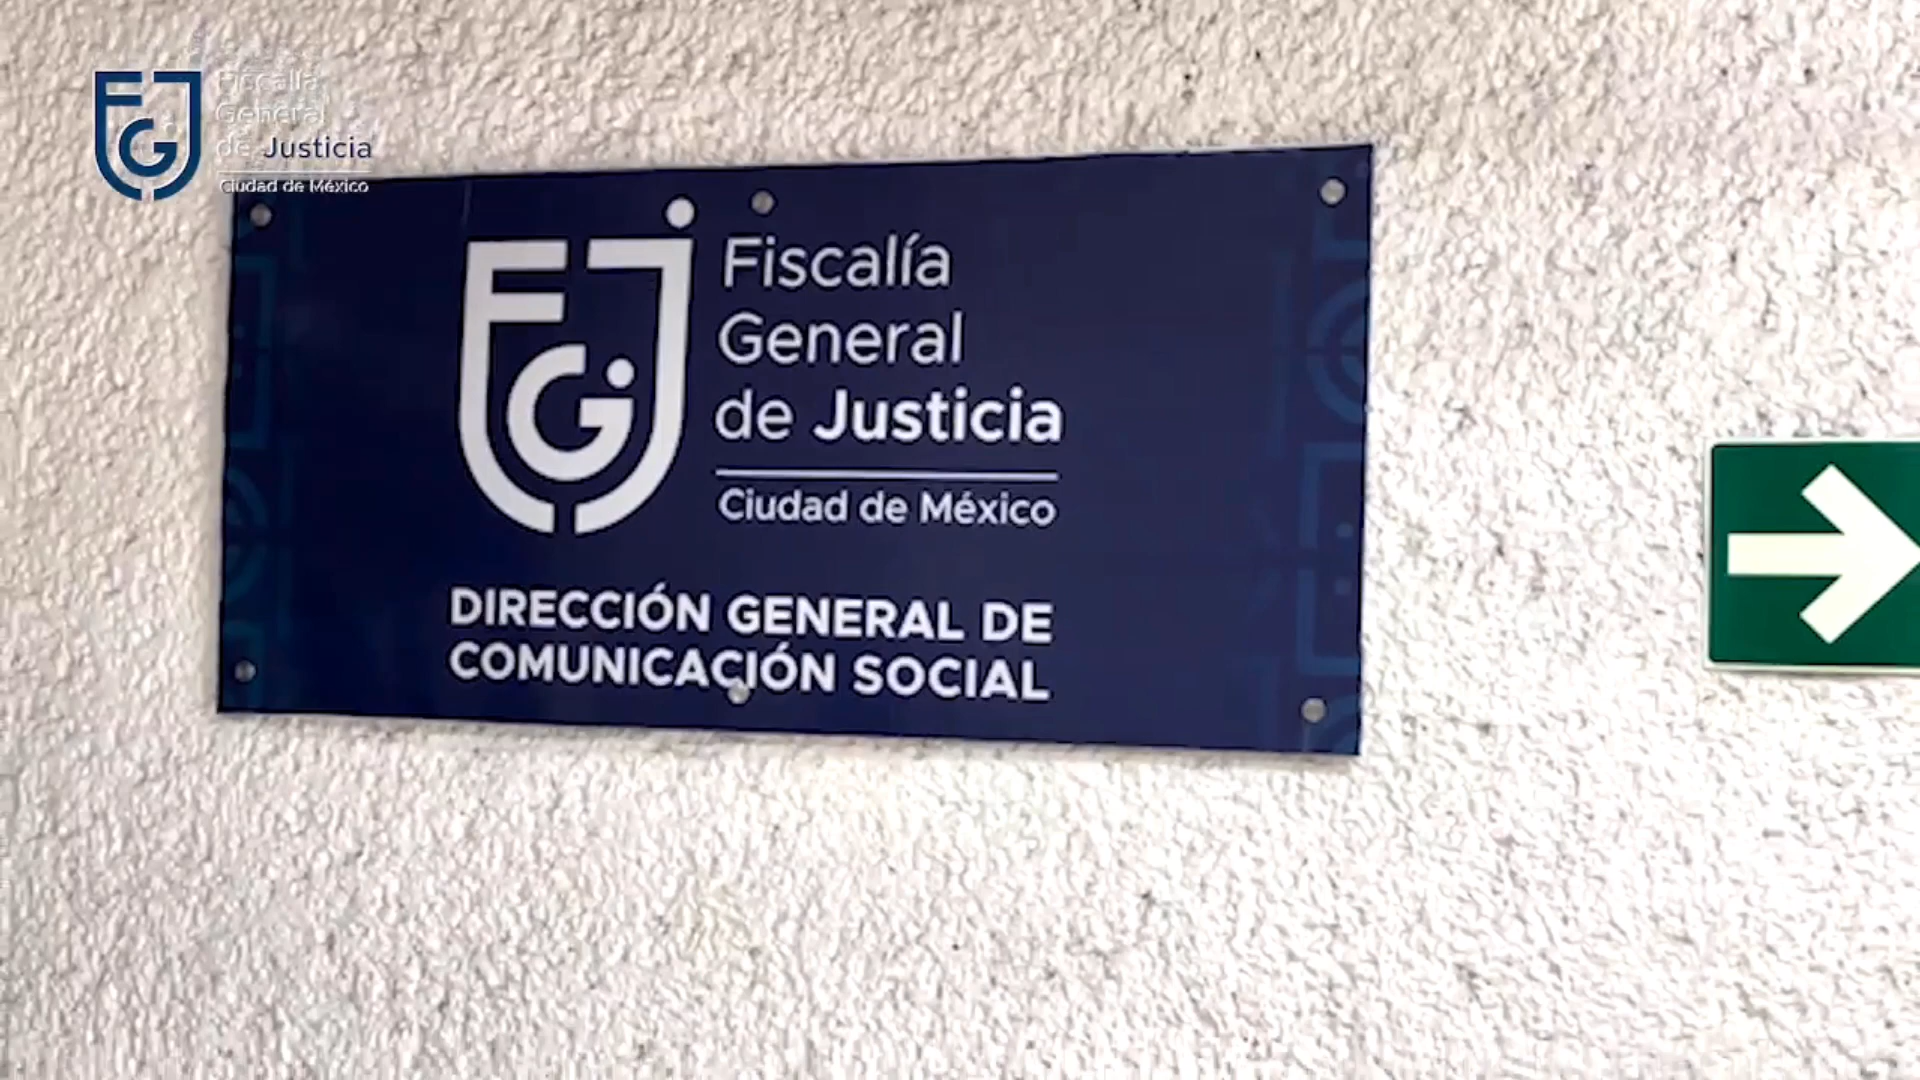 Fiscalía
General
de Justicia
Ciudad de México
Fiscalía
General
de Justicia
Ciudad de México
DIRECCIÓN GENERAL DE
COMUNICACIÓN SOCIAL